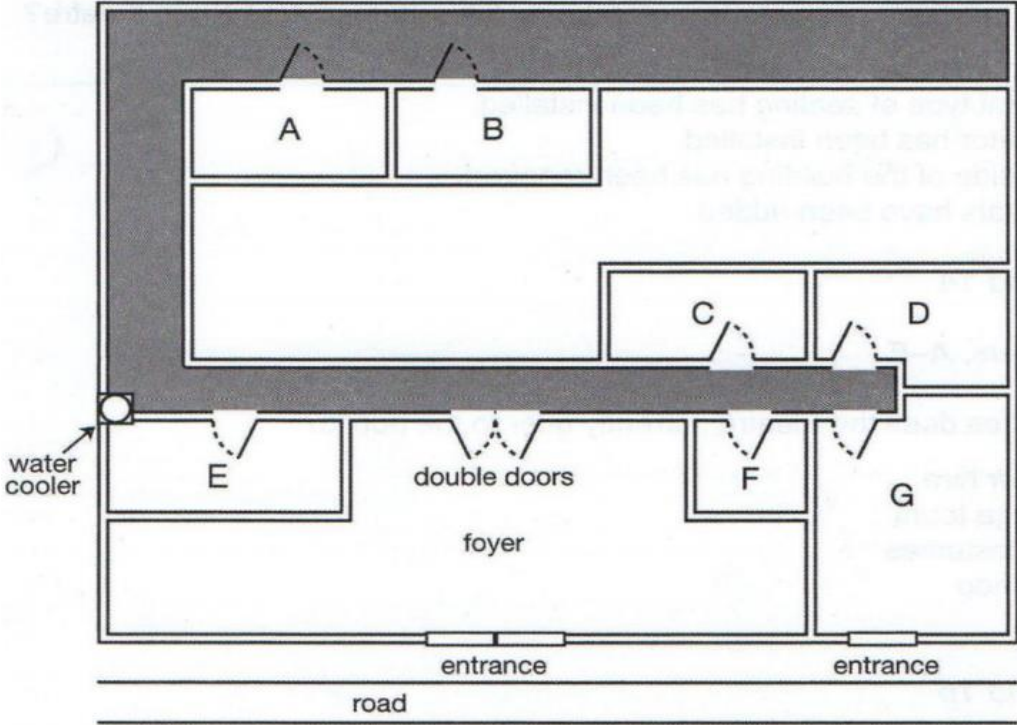 A
B
C
D
water
cooler
E
double doors
F
G
foyer
entrance
entrance
road